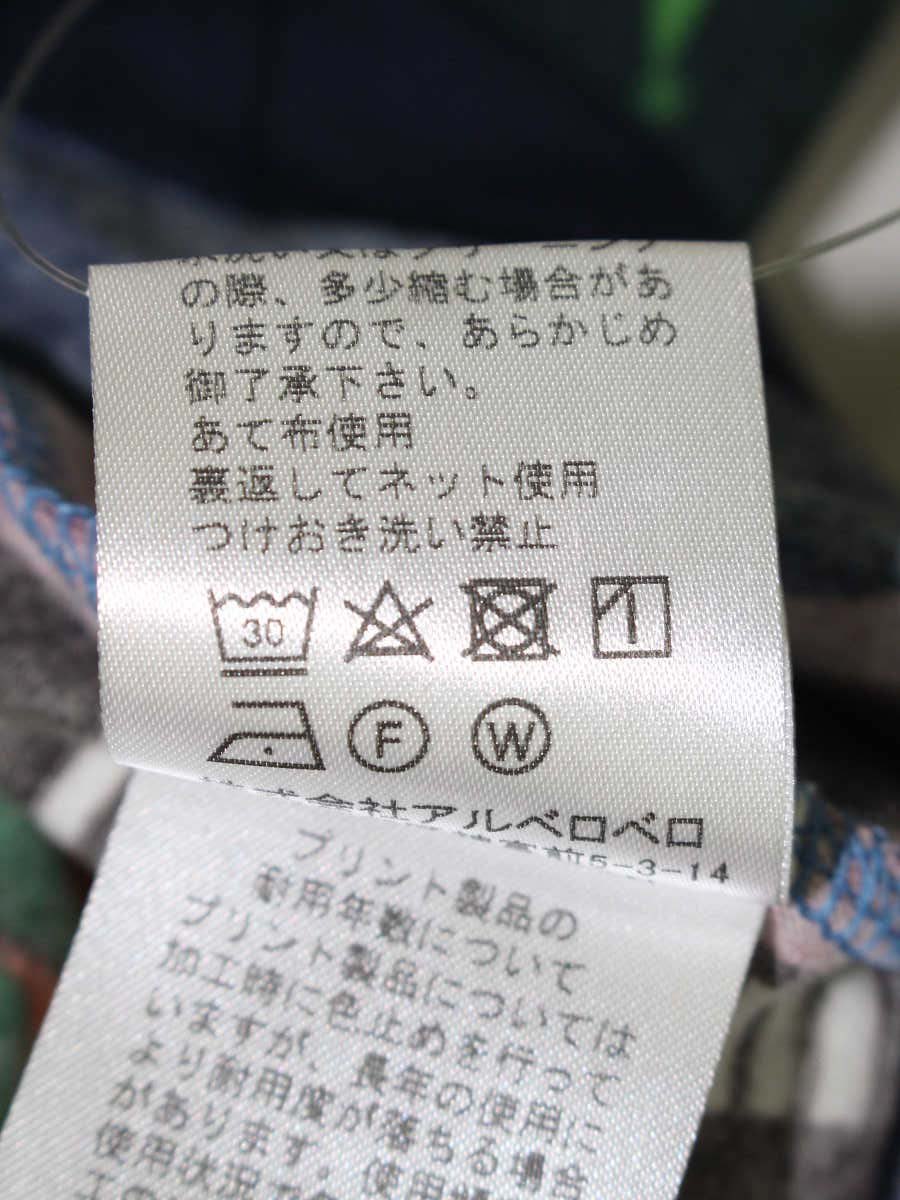 の際、多少縮む場合があ
りますので、あらかじめ
御了承下さい。
あて布使用
裏返してネット使用
つけおき洗い禁止
30
F W
株式会社アルベロベロ
5-3-14
プリント製品の
耐用年数について
プリント製品については
加工時に色止めを行って
いますが、長年の使用に
より耐用度が落ちる場合
があります。使用
使用状況